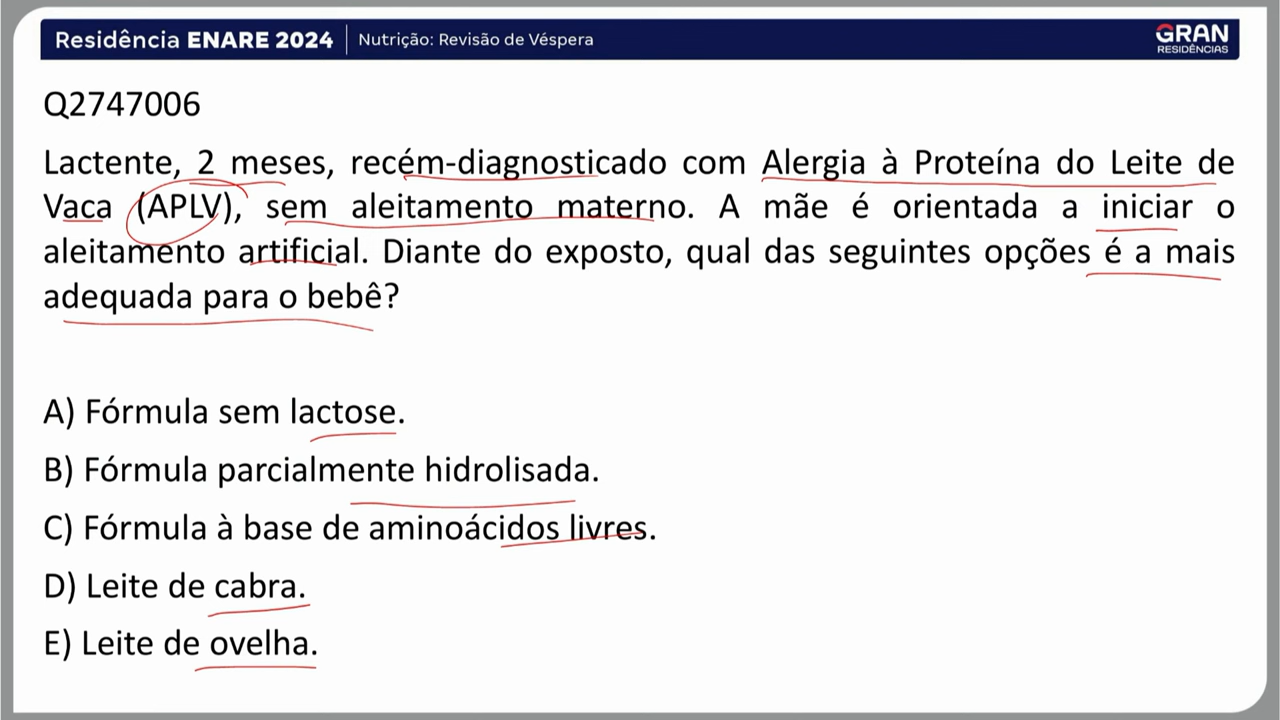 Residência ENARE 2024 | Nutrição: Revisão de Véspera
GRAN
RESIDÊNCIAS
Q2747006
Lactente, 2 meses, recém-diagnosticado com Alergia à Proteína do Leite de
Vaca (APLV), sem aleitamento materno. A mãe é orientada a iniciar o
aleitamento artificial. Diante do exposto, qual das seguintes opções é a mais
adequada para o bebê?
A) Fórmula sem lactose.
B) Fórmula parcialmente hidrolisada.
C) Fórmula à base de aminoácidos livres.
D) Leite de cabra.
E) Leite de ovelha.